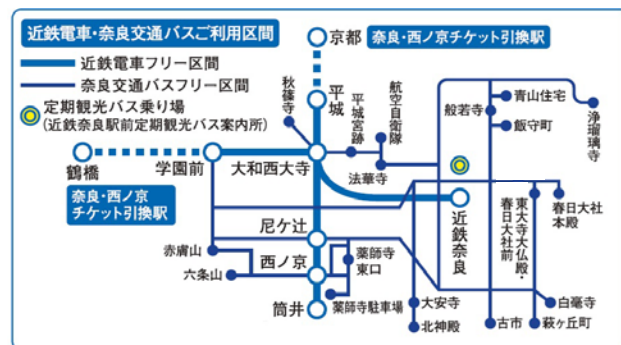 近鉄電車・奈良交通バスご利用区間
近鉄電車フリー区間
奈良交通バスフリー区間
定期観光バス乗り場
(近鉄奈良駅前定期観光バス案内所)
京都
奈良・西ノ京チケット引換駅
秋篠寺
平城
平城宮跡
航空自衛隊
青山住宅
般若寺
飯守町
浄瑠璃寺
鶴橋
学園前
大和西大寺
法華寺
奈良・西ノ京
チケット引換駅
近鉄奈良
東大寺大仏殿・
春日大社前
春日大社
本殿
尼ケ辻
赤膚山
西ノ京
六条山
薬師寺
東口
筒井
薬師寺駐車場
大安寺
北神殿
古市
白毫寺
萩ヶ丘町